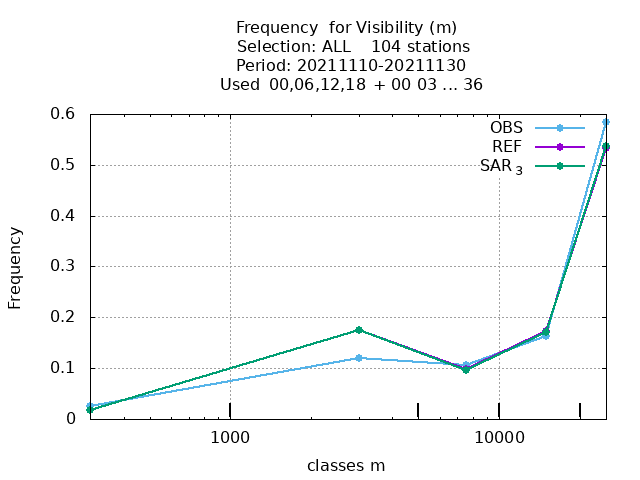 Frequency  for Visibility (m)
Selection: ALL    104 stations
Period: 20211110-20211130
Used  00,06,12,18  + 00 03 ... 36
OBS
REF
SAR 3
0.6
0.5
0.4
0.3
0.2
0.1
0
Frequency
1000
10000
classes m